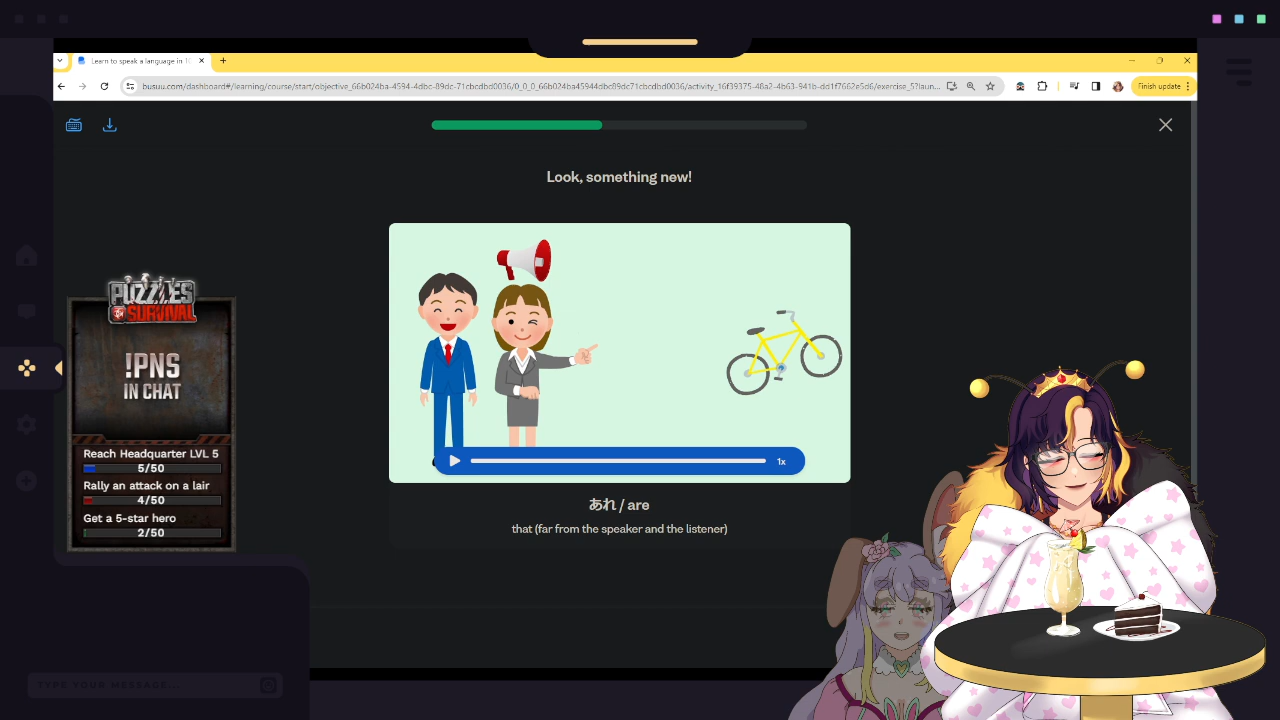 Learn to speak a language in 1
busuu.com/dashboard#/learning/course/start/objective_66b024ba-4594-4dbc-89dc-71cbcdbd0036/0_0_0_66b024ba45944dbc89dc71cbcdbd0036/activity_16f39375-48a2-4b63-941b-dd1f7662e5d6/exercise_5?laun...
Finish update
Look, something new!
PUZZLES
& SURVIVAL
!PNS
IN CHAT
Reach Headquarter LVL 5
5/50
Rally an attack on a lair
4/50
Get a 5-star hero
2/50
1x
あれ / are
that (far from the speaker and the listener)
TYPE YOUR MESSAGE...